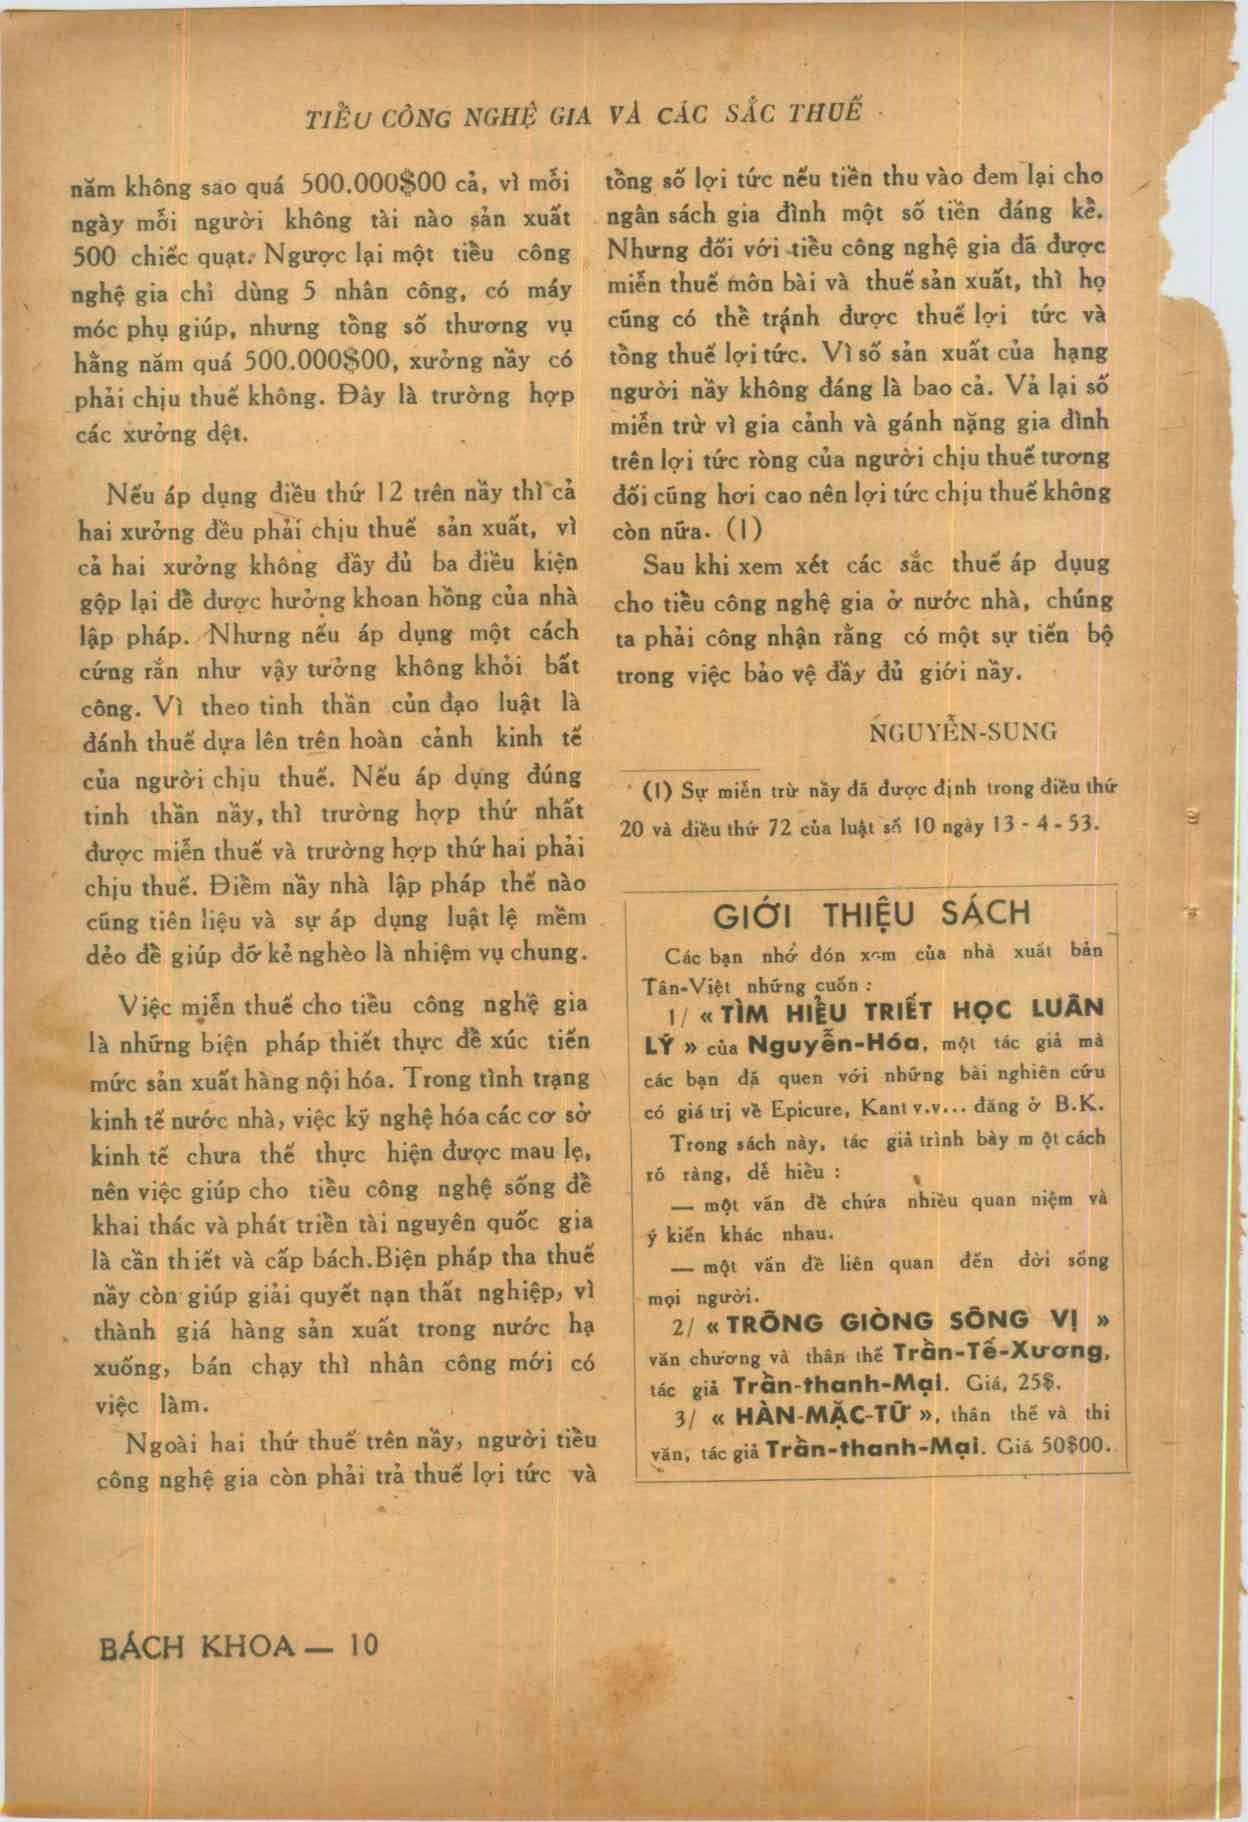 TIỂU CÔNG NGHỆ GIA VÀ CÁC SẮC THUẾ
năm không sao quá 500.000$00 cả, vì mỗi
ngày mỗi người không tài nào sản xuất
500 chiếc quạt. Ngược lại một tiểu công
nghệ gia chỉ dùng 5 nhân công, có máy
móc phụ giúp, nhưng tổng số thương vụ
hằng năm quá 500.000$00, xưởng nầy có
phải chịu thuế không. Đây là trường hợp
các xưởng dệt.
Nếu áp dụng điều thứ 12 trên nầy thì cả
hai xưởng đều phải chịu thuế sản xuất, vì
cả hai xưởng không đầy đủ ba điều kiện
gộp lại để được hưởng khoan hồng của nhà
lập pháp. Nhưng nếu áp dụng một cách
cứng rắn như vậy tưởng không khỏi bất
công. Vì theo tinh thần củn đạo luật là
đánh thuế dựa lên trên hoàn cảnh kinh tế
của người chịu thuế. Nếu áp dụng đúng
tinh thần nầy, thì trường hợp thứ nhất
được miễn thuế và trường hợp thứ hai phải
chịu thuế. Điểm nầy nhà lập pháp thế nào
cũng tiên liệu và sự áp dụng luật lệ mềm
dẻo để giúp đỡ kẻ nghèo là nhiệm vụ chung.
Việc miễn thuế cho tiểu công nghệ gia
là những biện pháp thiết thực để xúc tiến
mức sản xuất hàng nội hóa. Trong tình trạng
kinh tế nước nhà, việc kỹ nghệ hóa các cơ sở
kinh tế chưa thể thực hiện được mau lẹ,
nên việc giúp cho tiểu công nghệ sống để
khai thác và phát triển tài nguyên quốc gia
là cần thiết và cấp bách.Biện pháp tha thuế
nầy còn giúp giải quyết nạn thất nghiệp, vì
thành giá hàng sản xuất trong nước hạ
xuống, bán chạy thì nhân công mới có
việc làm.
Ngoài hai thứ thuế trên nầy, người tiểu
công nghệ gia còn phải trả thuế lợi tức và
tổng số lợi tức nếu tiền thu vào đem lại cho
ngân sách gia đình một số tiền đáng kể.
Nhưng đối với tiểu công nghệ gia đã được
miễn thuế môn bài và thuế sản xuất, thì họ
cũng có thể tránh được thuế lợi tức và
tổng thuế lợi tức. Vì số sản xuất của hạng
người nầy không đáng là bao cả. Vả lại số
miễn trừ vì gia cảnh và gánh nặng gia đình
trên lợi tức ròng của người chịu thuế tương
đối cũng hơi cao nên lợi tức chịu thuế không
còn nữa. (1)
Sau khi xem xét các sắc thuế áp dụug
cho tiểu công nghệ gia ở nước nhà, chúng
ta phải công nhận rằng có một sự tiến bộ
trong việc bảo vệ đầy đủ giới nầy.
NGUYỄN-SUNG
(1) Sự miễn trừ nầy đã được định trong điều thứ
20 và điều thứ 72 của luật số 10 ngày 13 - 4 - 53.
GIỚI THIỆU SÁCH
Các bạn nhớ đón xem của nhà xuất bản
Tân-Việt những cuốn :
1/ « TÌM HIỂU TRIẾT HỌC LUÂN
LÝ » của Nguyễn-Hóa, một tác giả mà
các bạn đã quen với những bài nghiên cứu
có giá trị về Epicure, Kant v.v... đăng ở B.K.
Trong sách này, tác giả trình bày m ột cách
rõ ràng, dễ hiểu :
— một vấn đề chứa nhiều quan niệm và
ý kiến khác nhau.
— một vấn đề liên quan đến đời sống
mọi người.
2/ « TRÔNG GIÒNG SÔNG VỊ »
văn chương và thân thế Trần-Tế-Xương,
tác giả Trần-thanh-Mại. Giá, 25$.
3/ « HÀN-MẶC-TỬ », thân thế và thi
văn, tác giả Trần-thanh-Mại. Giá 50$00.
BÁCH KHOA — 10